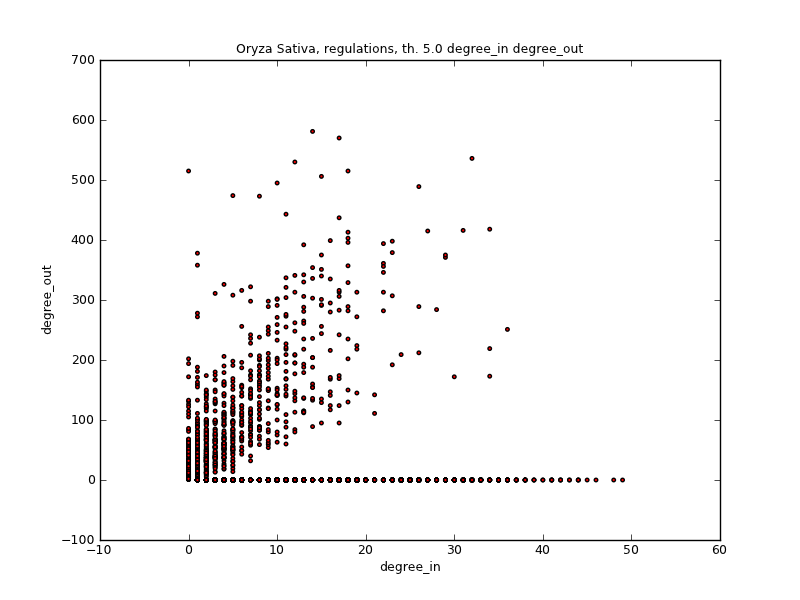 Oryza Sativa, regulations, th. 5.0 degree_in degree_out
700
600
500
400
300
200
100
0
−100
degree_out
−10 0 10 20 30 40 50 60
degree_in